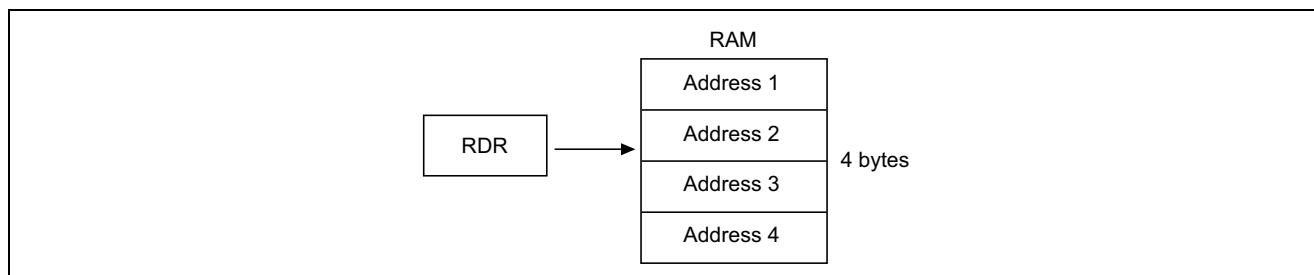 RAM
Address 1
Address 2
RDR
4 bytes
Address 3
Address 4